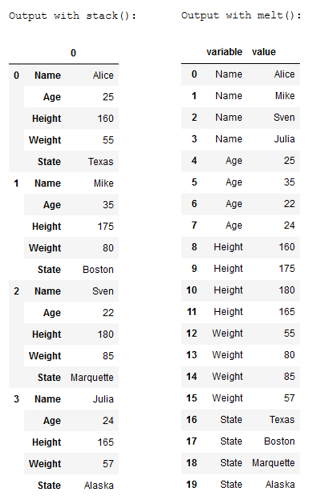 Output with stack():
0
0 Name Alice
Age 25
Height 160
Weight 55
State Texas
1 Name Mike
Age 35
Height 175
Weight 80
State Boston
2 Name Sven
Age 22
Height 180
Weight 85
State Marquette
3 Name Julia
Age 24
Height 165
Weight 57
State Alaska
Output with melt():
variable value
0 Name Alice
1 Name Mike
2 Name Sven
3 Name Julia
4 Age 25
5 Age 35
6 Age 22
7 Age 24
8 Height 160
9 Height 175
10 Height 180
11 Height 165
12 Weight 55
13 Weight 80
14 Weight 85
15 Weight 57
16 State Texas
17 State Boston
18 State Marquette
19 State Alaska